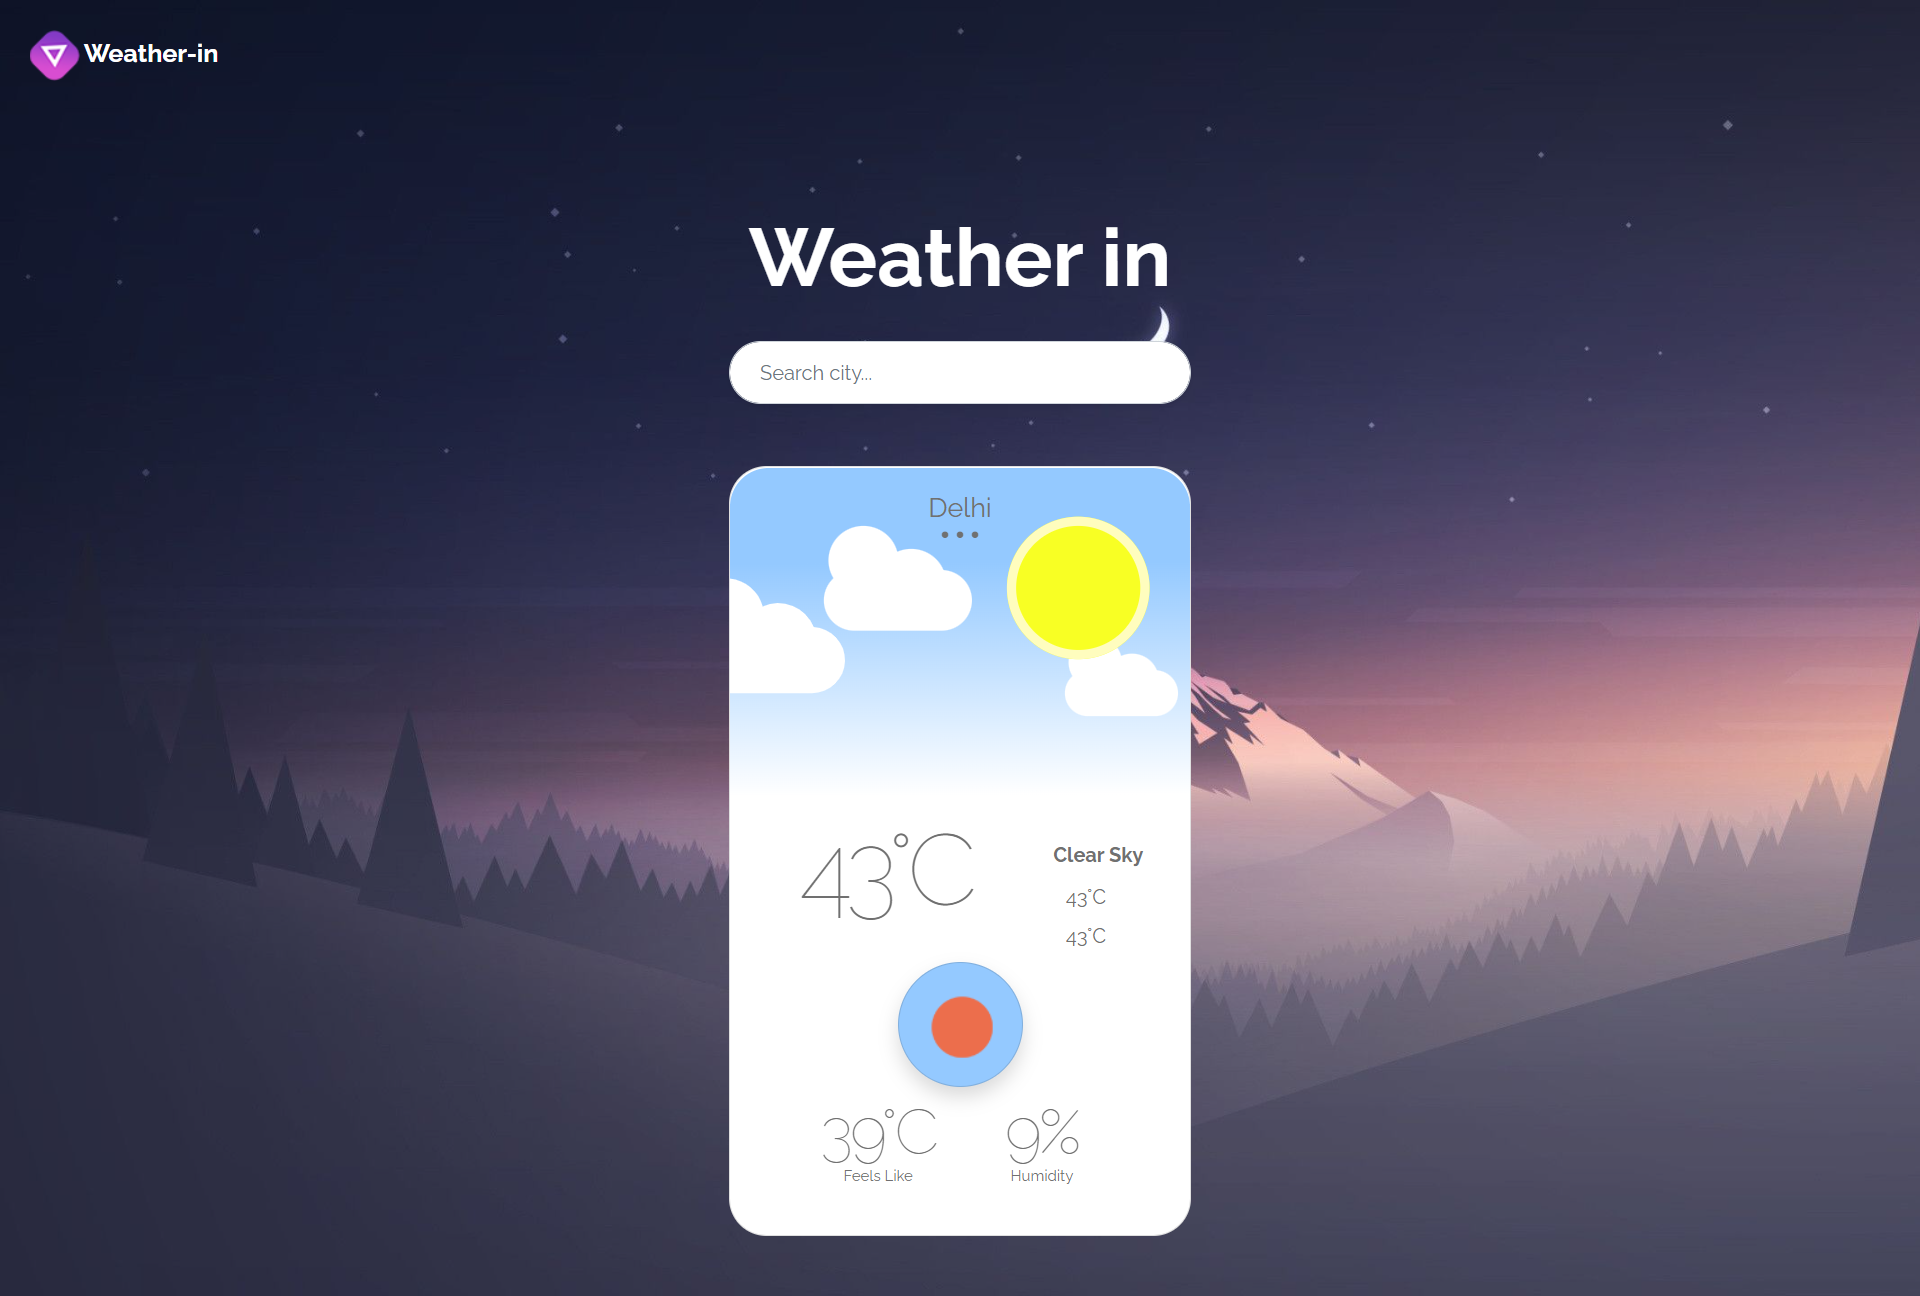 Weather-in
Weather in
Search city...
Delhi
43°C
Clear Sky
43°C
43°C
39°C
Feels Like
9%
Humidity